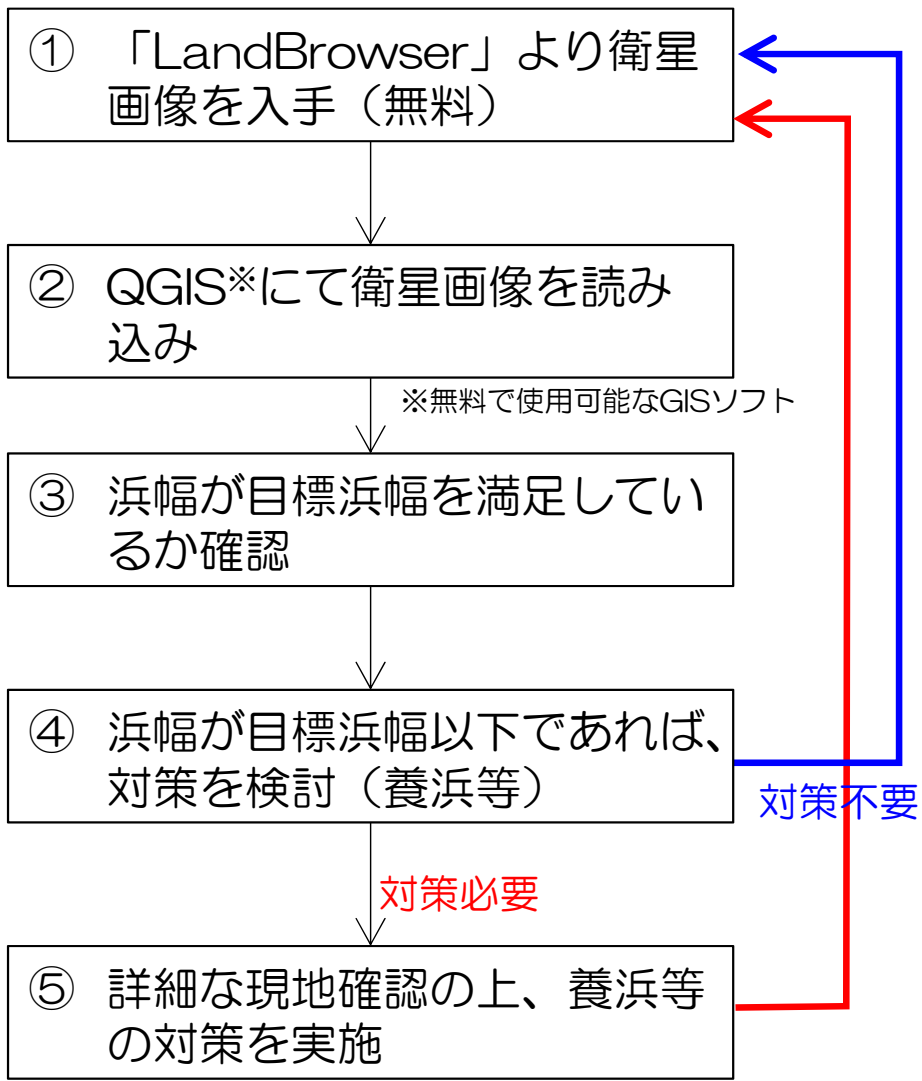 ① 「LandBrowser」より衛星
画像を入手（無料）
② QGIS※にて衛星画像を読み
込み
※無料で使用可能なGISソフト
③ 浜幅が目標浜幅を満足してい
るか確認
④ 浜幅が目標浜幅以下であれば、
対策を検討（養浜等）
対策不要
対策必要
⑤ 詳細な現地確認の上、養浜等
の対策を実施